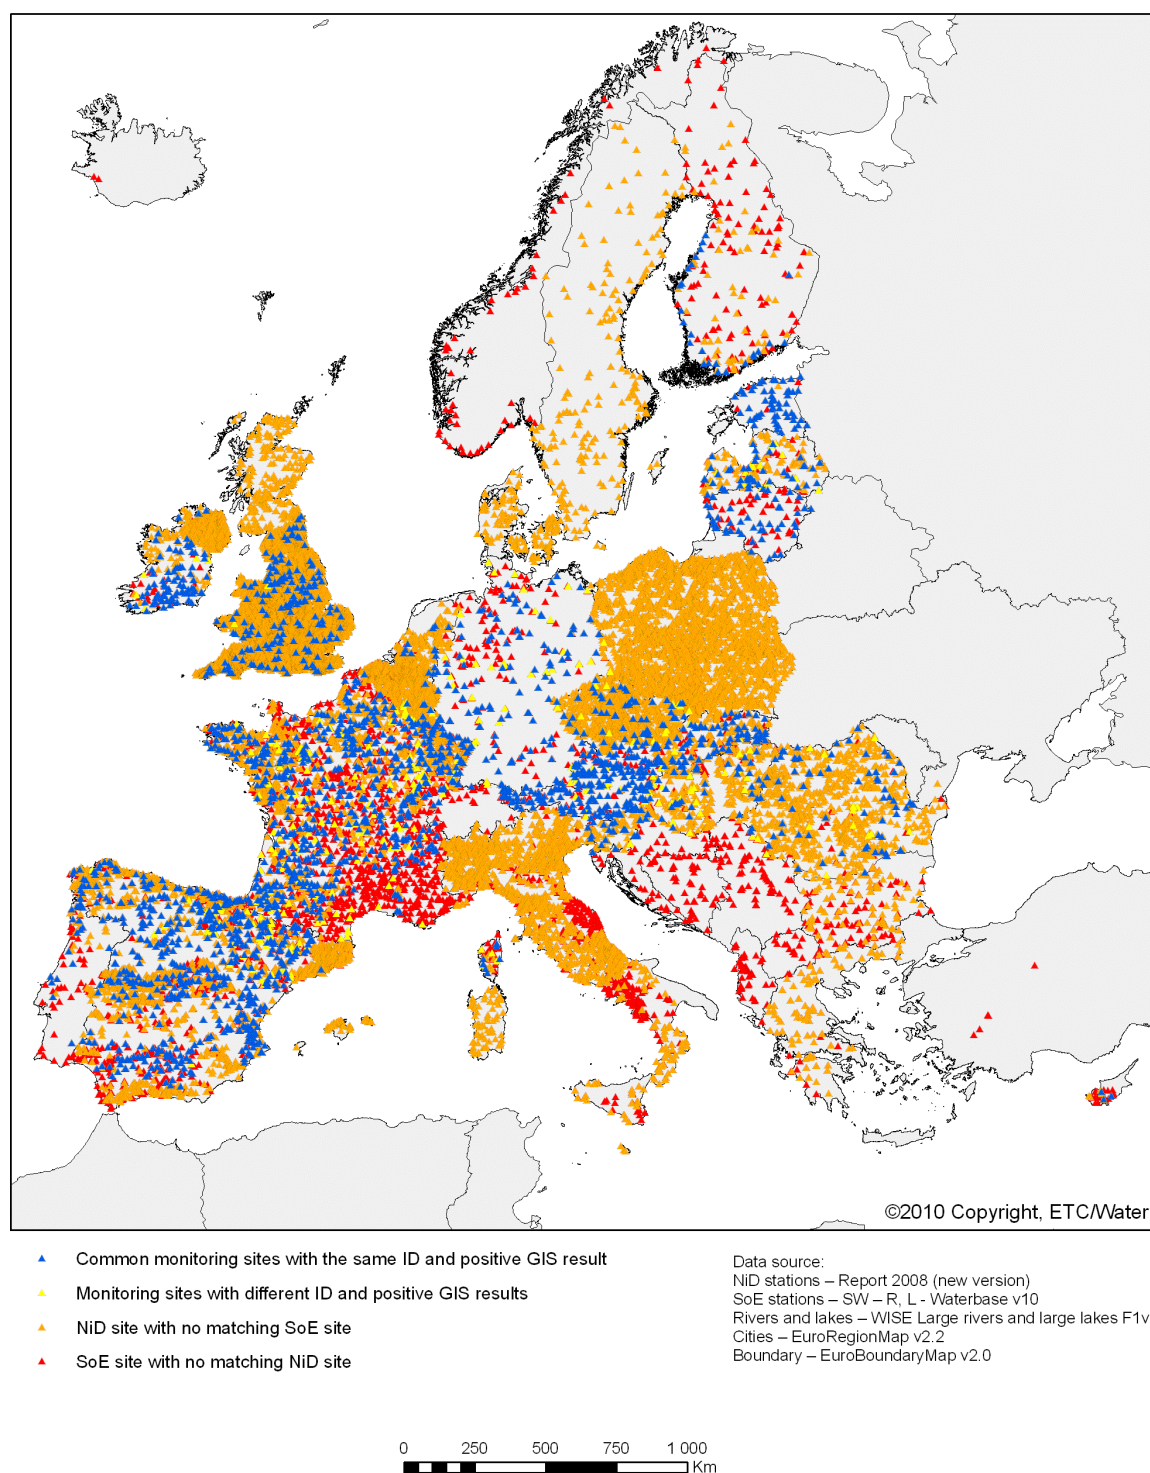 ©2010 Copyright, ETC/Water
Common monitoring sites with the same ID and positive GIS result
Monitoring sites with different ID and positive GIS results
NiD site with no matching SoE site
SoE site with no matching NiD site
Data source:
NiD stations – Report 2008 (new version)
SoE stations – SW – R, L - Waterbase v10
Rivers and lakes – WISE Large rivers and large lakes F1v
Cities – EuroRegionMap v2.2
Boundary – EuroBoundaryMap v2.0
0 250 500 750 1 000
Km